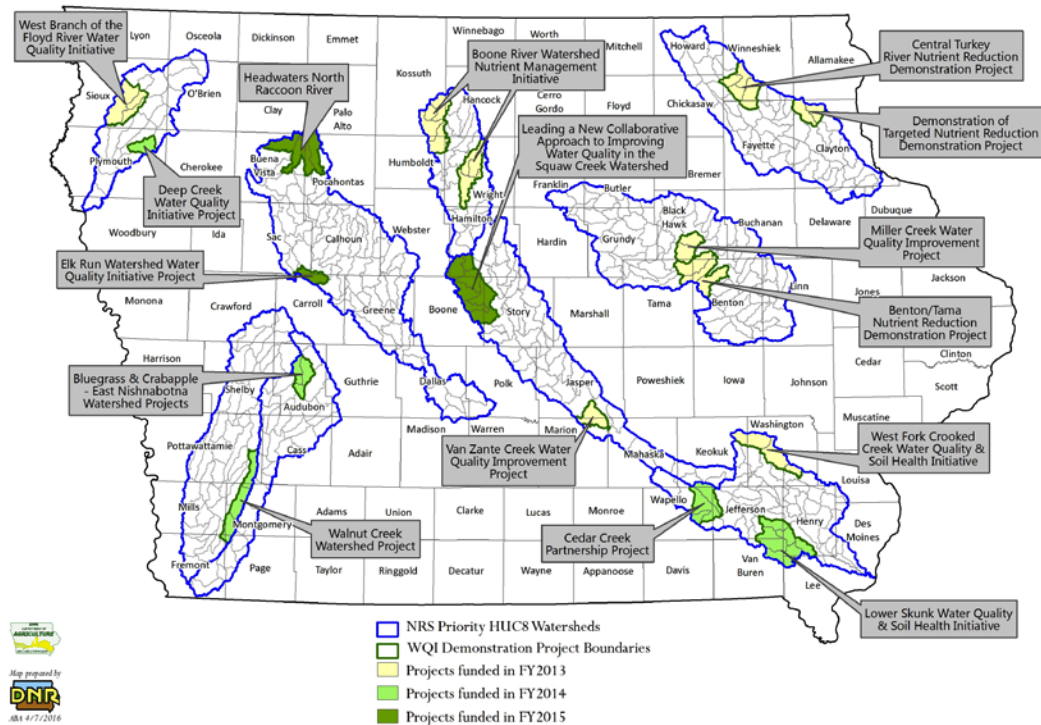 West Branch of the
Floyd River Water
Quality Initiative
Lyon
Osceola
Dickinson
Emmet
Winnebago
Worth
Mitchell
Howard
Winneshiek
Allamakee
Central Turkey
River Nutrient Reduction
Demonstration Project
Headwaters North
Raccoon River
Kossuth
Boone River Watershed
Nutrient Management
Initiative
Sioux
O'Brien
Clay
Palo
Alto
Hancock
Cerro
Gordo
Floyd
Chickasaw
Demonstration of
Targeted Nutrient Reduction
Demonstration Project
Leading a New Collaborative
Approach to Improving
Water Quality in the
Squaw Creek Watershed
Plymouth
Cherokee
Buena
Vista
Pocahontas
Humboldt
Wright
Franklin
Butler
Bremer
Fayette
Clayton
Deep Creek
Water Quality
Initiative Project
Woodbury
Ida
Sac
Calhoun
Webster
Hamilton
Hardin
Grundy
Black
Hawk
Buchanan
Delaware
Dubuque
Miller Creek Water
Quality Improvement
Project
Elk Run Watershed Water
Quality Initiative Project
Monona
Crawford
Carroll
Greene
Boone
Story
Marshall
Tama
Benton
Linn
Jones
Jackson
Benton/Tama
Nutrient Reduction
Demonstration Project
Harrison
Shelby
Audubon
Guthrie
Dallas
Polk
Jasper
Poweshiek
Iowa
Johnson
Cedar
Clinton
Scott
Bluegrass & Crabapple
- East Nishnabotna
Watershed Projects
Pottawattamie
Cass
Adair
Madison
Warren
Marion
Mahaska
Keokuk
Washington
Muscatine
Louisa
Van Zante Creek Water
Quality Improvement
Project
West Fork Crooked
Creek Water Quality &
Soil Health Initiative
Mills
Montgomery
Adams
Union
Clarke
Lucas
Monroe
Wapello
Jefferson
Henry
Des
Moines
Walnut Creek
Watershed Project
Cedar Creek
Partnership Project
Fremont
Page
Taylor
Ringgold
Decatur
Wayne
Appanoose
Davis
Van
Buren
Lee
Lower Skunk Water Quality
& Soil Health Initiative
NRS Priority HUC8 Watersheds
WQI Demonstration Project Boundaries
Projects funded in FY2013
Projects funded in FY2014
Projects funded in FY2015
AGRICULTURE
Map prepared by
DNR
4/7/2016